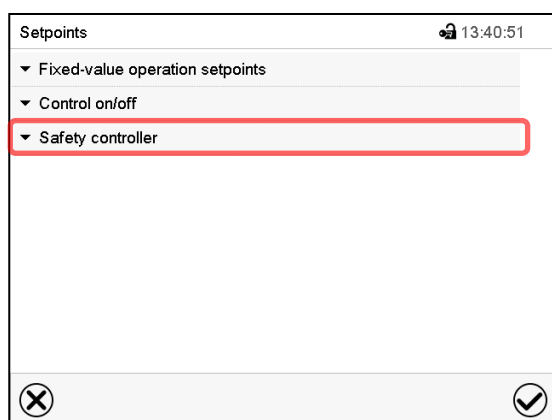 Setpoints 13:40:51
Fixed-value operation setpoints
Control on/off
Safety controller